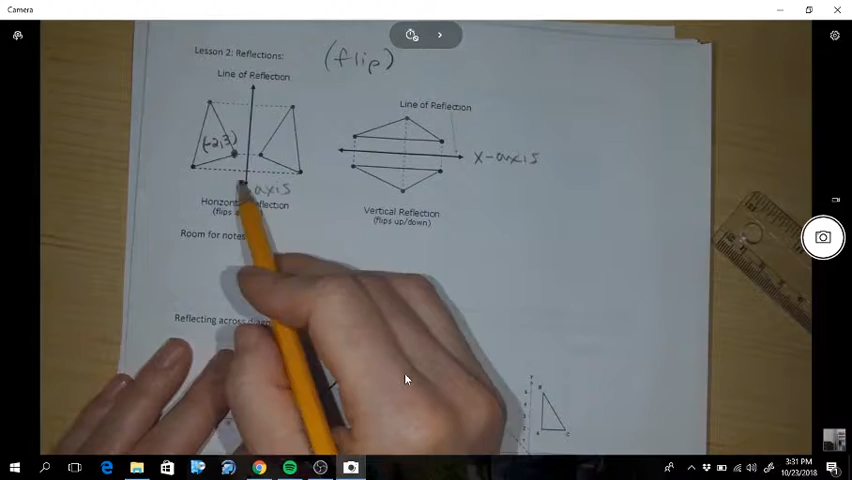 Camera
Lesson 2: Reflections:
(flip)
Line of Reflection
Line of Reflection
(-2,3)
x-axis
axis
Vertical Reflection
(flips up/down)
Room for notes
Reflecting across
3:31 PM
10/23/2018